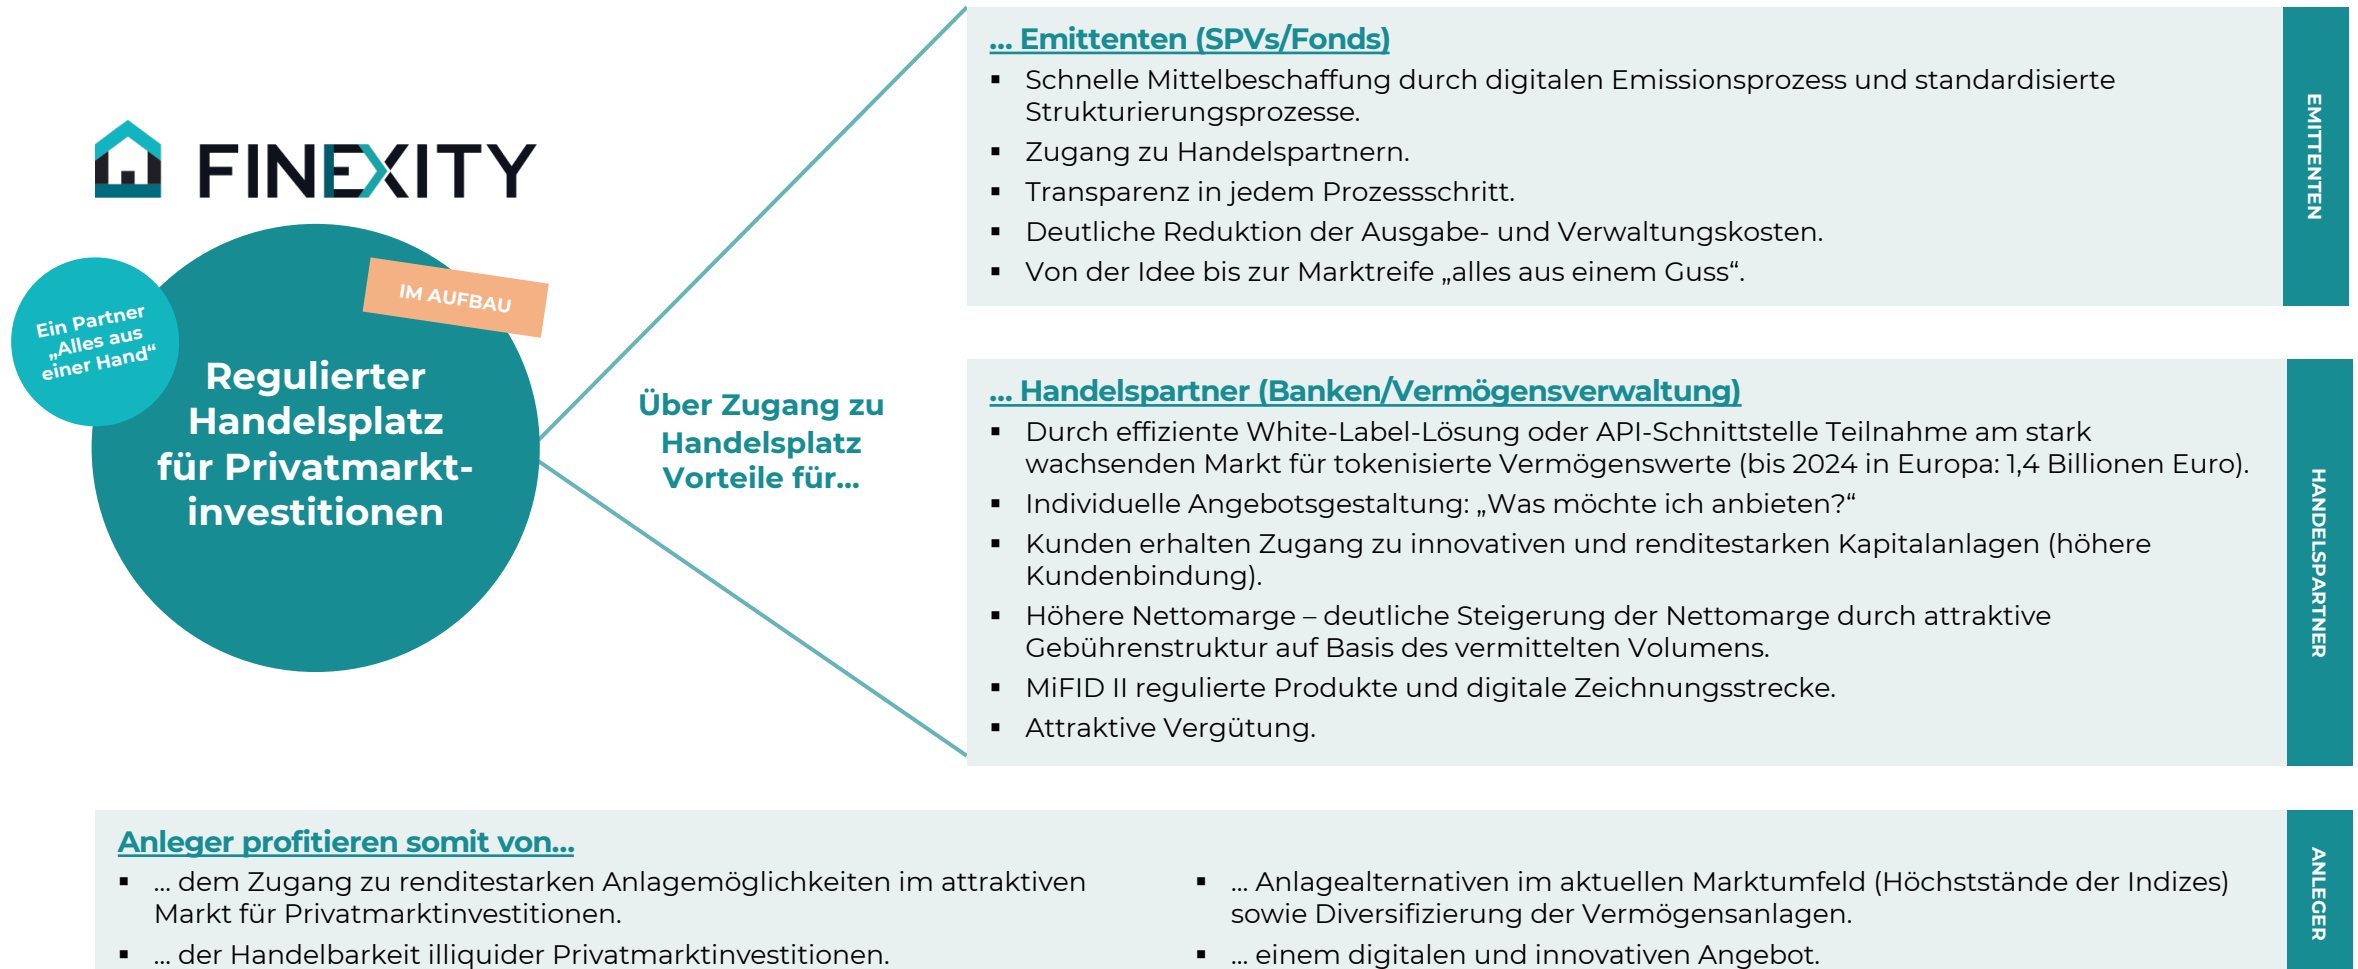 FINEXITY
Ein Partner
„Alles aus
einer Hand“
IM AUFBAU
Regulierter
Handelsplatz
für Privatmarkt-
investitionen
Über Zugang zu
Handelsplatz
Vorteile für...
... Emittenten (SPVs/Fonds)
▪ Schnelle Mittelbeschaffung durch digitalen Emissionsprozess und standardisierte
Strukturierungsprozesse.
▪ Zugang zu Handelspartnern.
▪ Transparenz in jedem Prozessschritt.
▪ Deutliche Reduktion der Ausgabe- und Verwaltungskosten.
▪ Von der Idee bis zur Marktreife „alles aus einem Guss“.
EMITTENTEN
... Handelspartner (Banken/Vermögensverwaltung)
▪ Durch effiziente White-Label-Lösung oder API-Schnittstelle Teilnahme am stark
wachsenden Markt für tokenisierte Vermögenswerte (bis 2024 in Europa: 1,4 Billionen Euro).
▪ Individuelle Angebotsgestaltung: „Was möchte ich anbieten?“
▪ Kunden erhalten Zugang zu innovativen und renditestarken Kapitalanlagen (höhere
Kundenbindung).
▪ Höhere Nettomarge – deutliche Steigerung der Nettomarge durch attraktive
Gebührenstruktur auf Basis des vermittelten Volumens.
▪ MiFID II regulierte Produkte und digitale Zeichnungsstrecke.
▪ Attraktive Vergütung.
HANDELSPARTNER
Anleger profitieren somit von...
▪ ... dem Zugang zu renditestarken Anlagemöglichkeiten im attraktiven
Markt für Privatmarktinvestitionen.
▪ ... der Handelbarkeit illiquider Privatmarktinvestitionen.
▪ ... Anlagealternativen im aktuellen Marktumfeld (Höchststände der Indizes)
sowie Diversifizierung der Vermögensanlagen.
▪ ... einem digitalen und innovativen Angebot.
ANLEGER